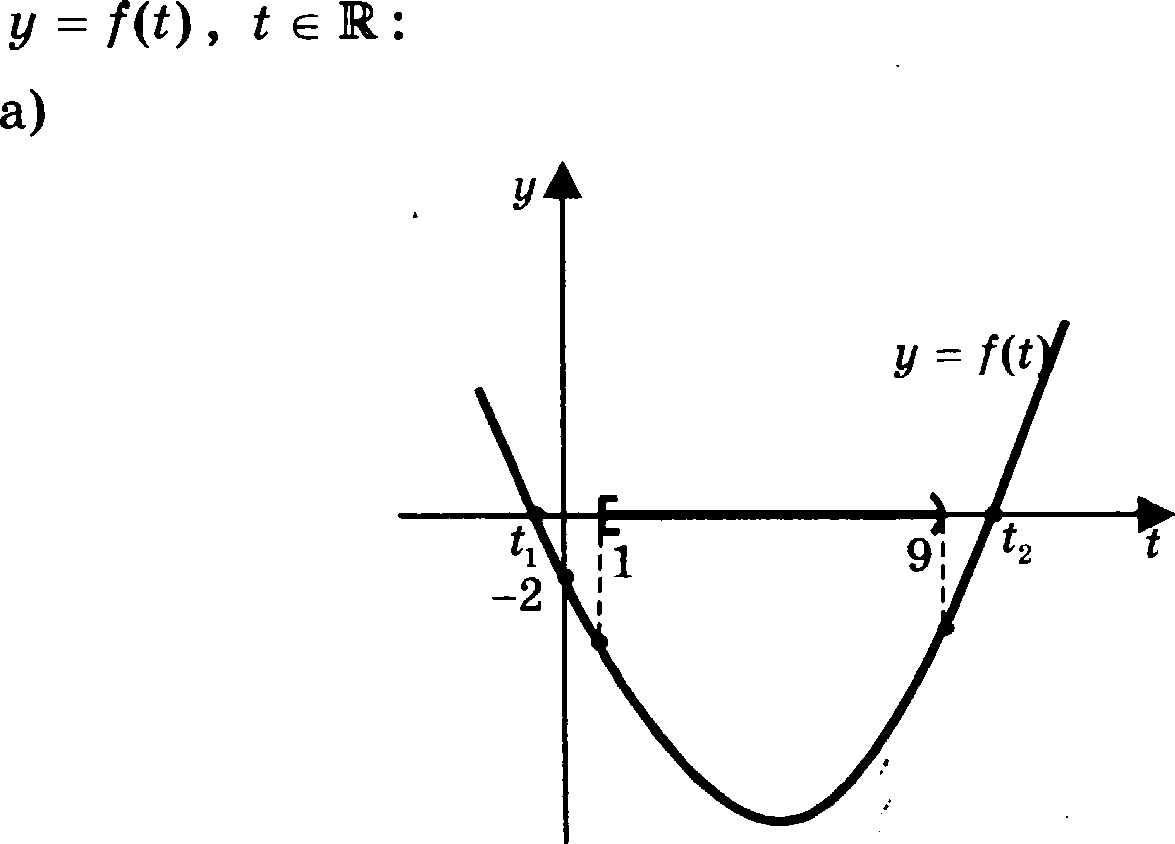 y = f(t), t ∈ ℝ:
a)
y
y = f(t)
t₁
1
9
t₂
t
−2